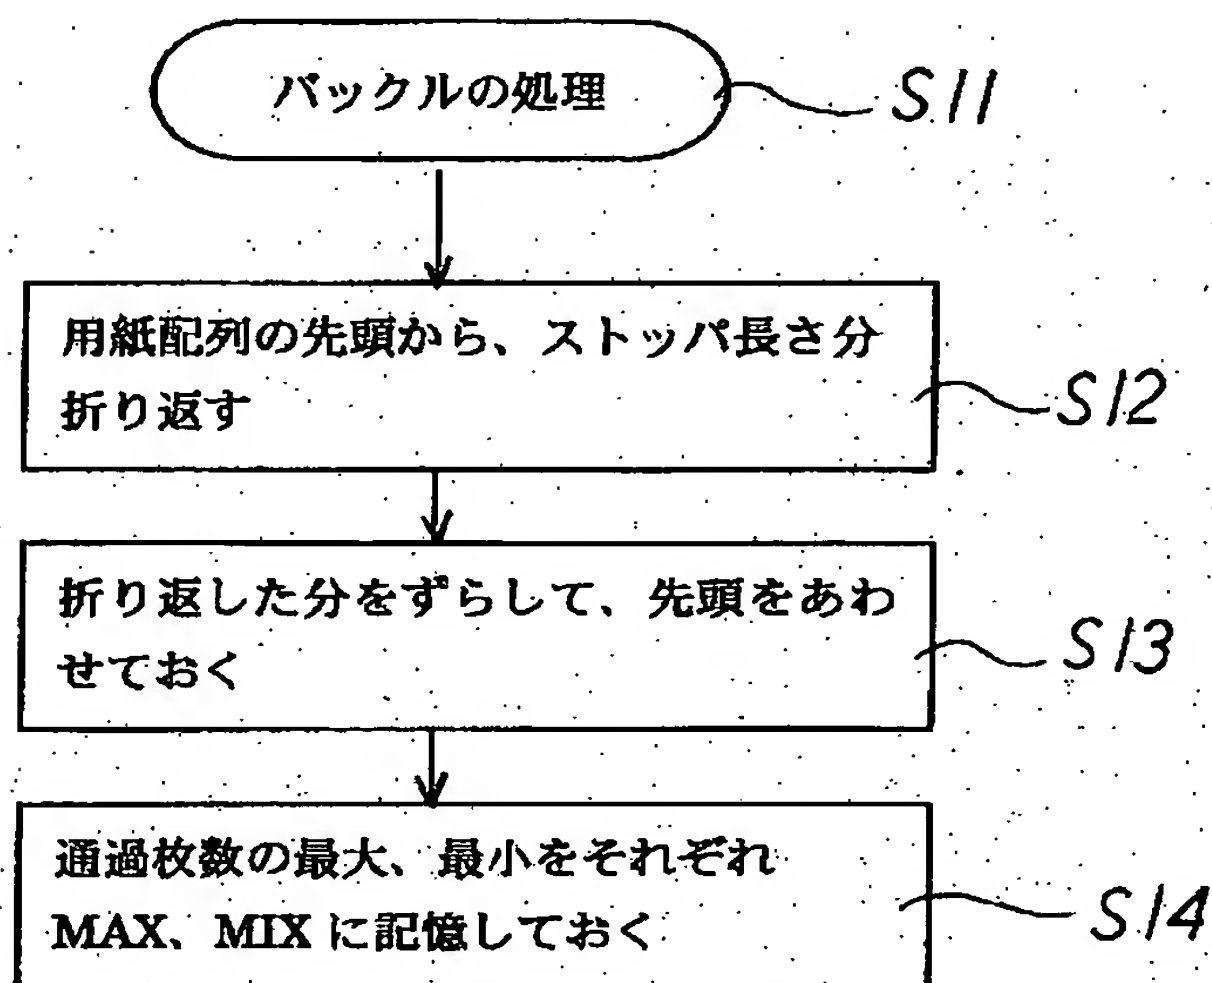 バックルの処理
S11
用紙配列の先頭から、ストッパ長さ分
折り返す
S12
折り返した分をずらして、先頭をあわ
せておく
S13
通過枚数の最大、最小をそれぞれ
MAX、MIX に記憶しておく
S14